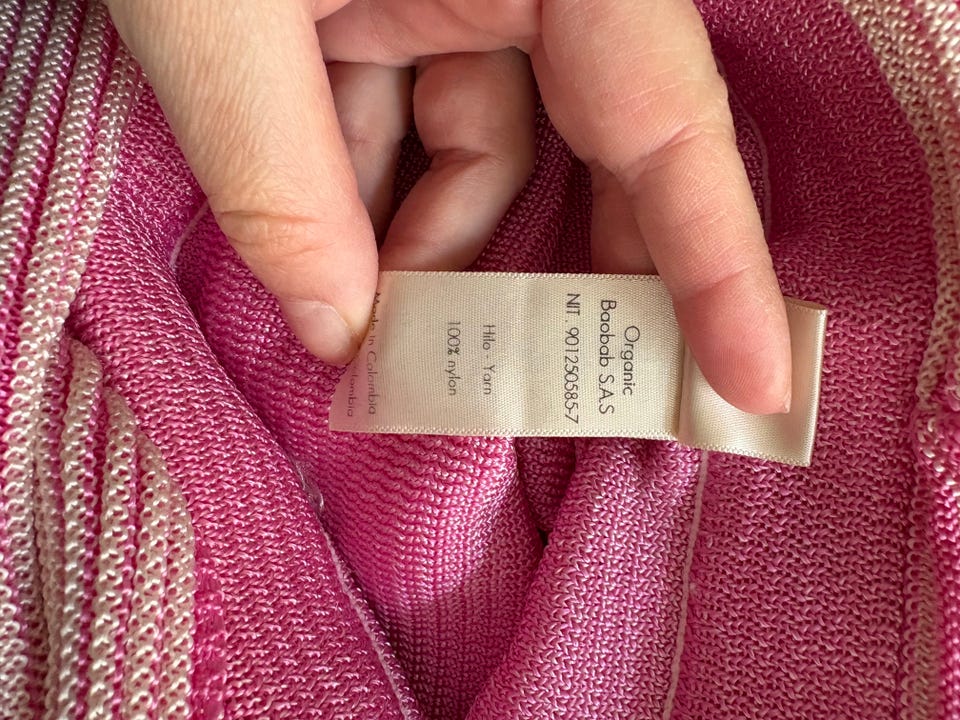 Organic
Baobab S.A.S
NIT. 901250585-7
Hilo - Yarn
100% nylon
Made in Colombia